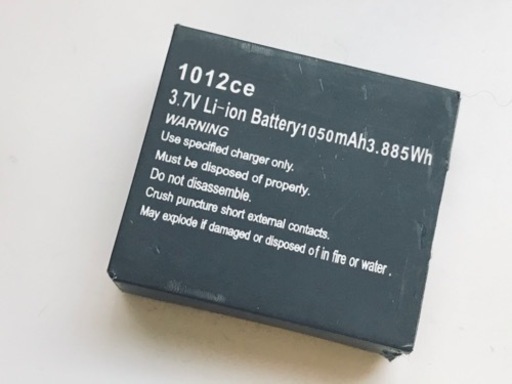 1012ce
3.7V Li-ion Battery1050mAh3.885Wh
WARNING
Use specified charger only.
Must be disposed of properly.
Do not disassemble.
Crush puncture short external contacts.
May explode if damaged or disposed of in fire or water.